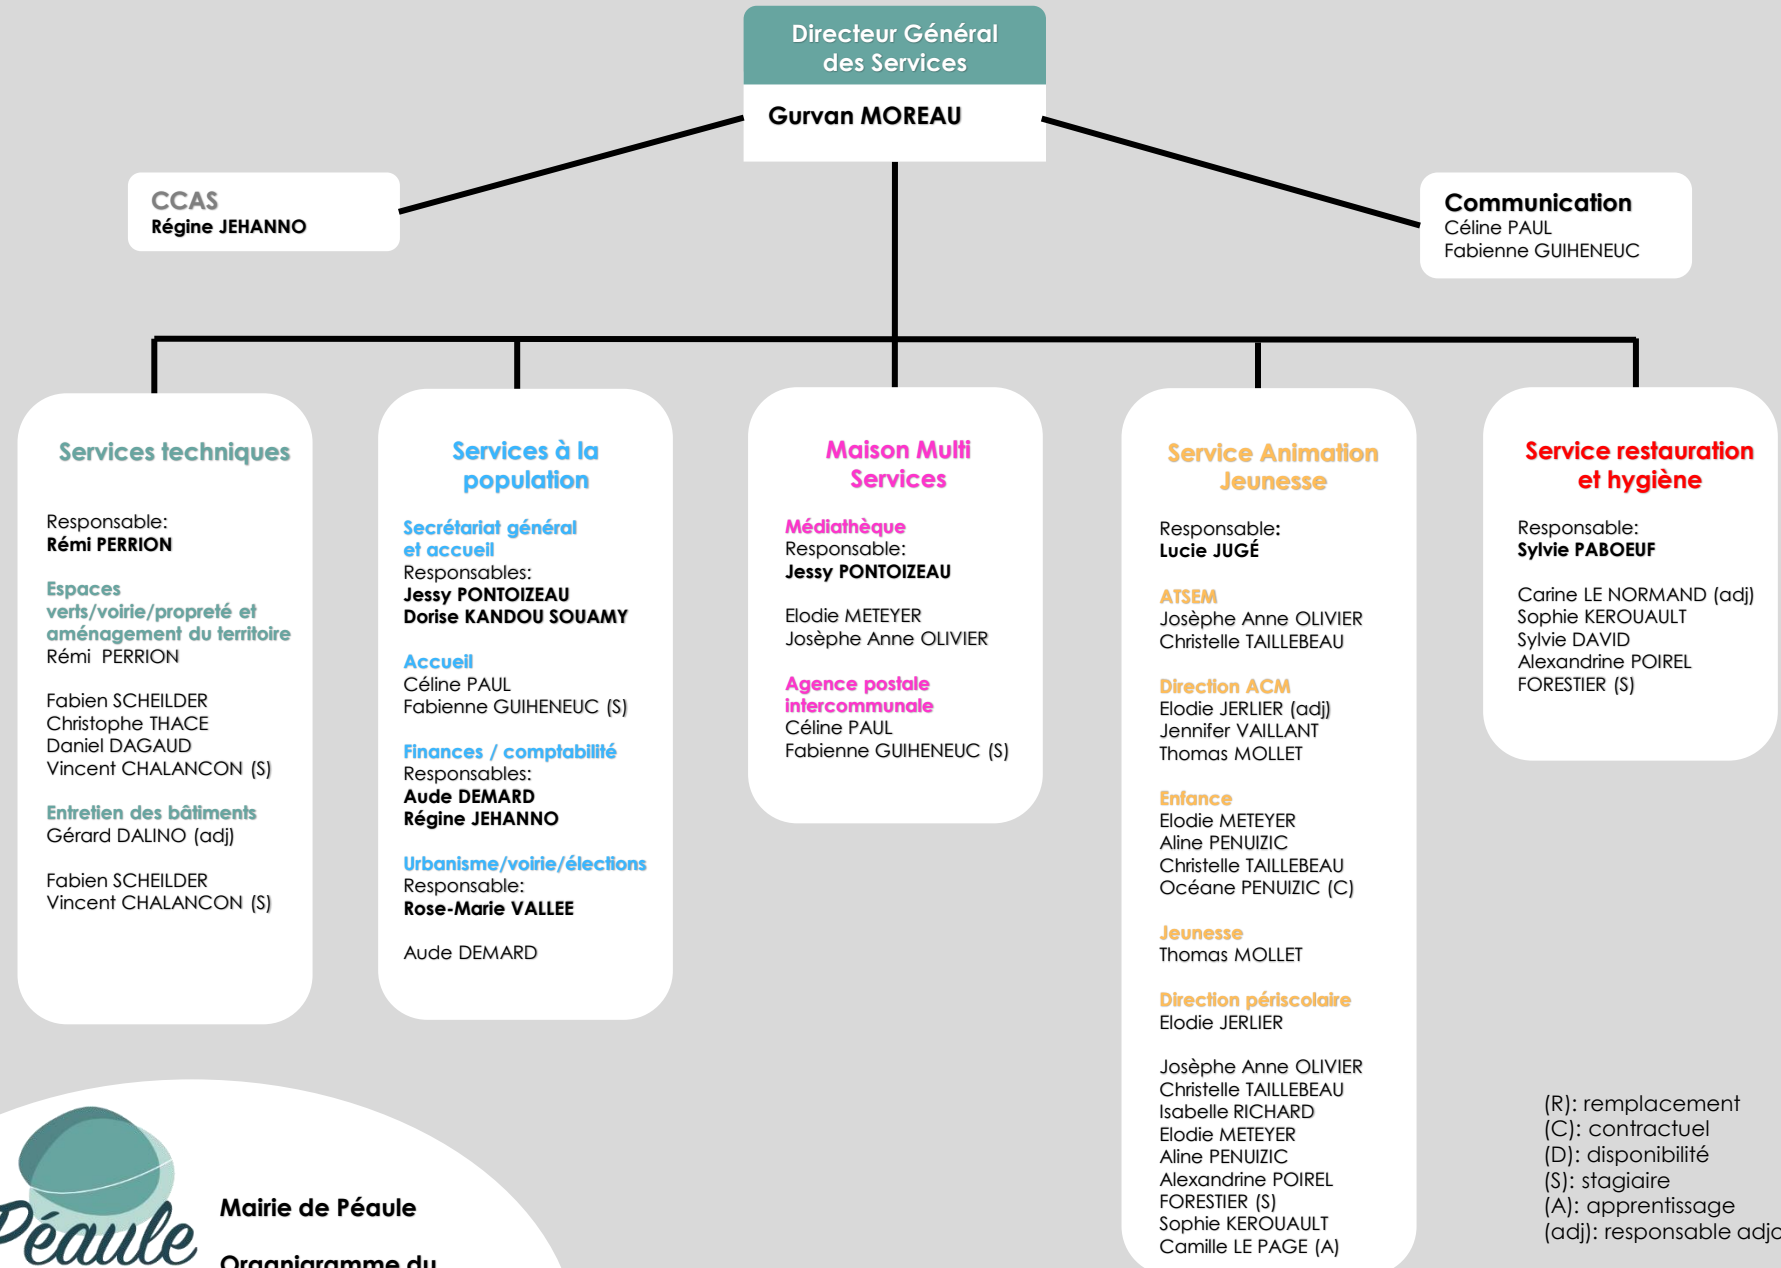 Directeur Général
des Services
Gurvan MOREAU
CCAS
Régine JEHANNO
Communication
Céline PAUL
Fabienne GUIHENEUC
Services techniques
Responsable:
Rémi PERRION
Espaces
verts/voirie/propreté et
aménagement du territoire
Rémi PERRION
Fabien SCHEILDER
Christophe THACE
Daniel DAGAUD
Vincent CHALANCON (S)
Entretien des bâtiments
Gérard DALINO (adj)
Fabien SCHEILDER
Vincent CHALANCON (S)
Services à la
population
Secrétariat général
et accueil
Responsables:
Jessy PONTOIZEAU
Dorise KANDOU SOUAMY
Accueil
Céline PAUL
Fabienne GUIHENEUC (S)
Finances / comptabilité
Responsables:
Aude DEMARD
Régine JEHANNO
Urbanisme/voirie/élections
Responsable:
Rose-Marie VALLEE
Aude DEMARD
Maison Multi
Services
Médiathèque
Responsable:
Jessy PONTOIZEAU
Elodie METEYER
Josèphe Anne OLIVIER
Agence postale
intercommunale
Céline PAUL
Fabienne GUIHENEUC (S)
Service Animation
Jeunesse
Responsable:
Lucie JUGÉ
ATSEM
Josèphe Anne OLIVIER
Christelle TAILLEBEAU
Direction ACM
Elodie JERLIER (adj)
Jennifer VAILLANT
Thomas MOLLET
Enfance
Elodie METEYER
Aline PENUIZIC
Christelle TAILLEBEAU
Océane PENUIZIC (C)
Jeunesse
Thomas MOLLET
Direction périscolaire
Elodie JERLIER
Josèphe Anne OLIVIER
Christelle TAILLEBEAU
Isabelle RICHARD
Elodie METEYER
Aline PENUIZIC
Alexandrine POIREL
FORESTIER (S)
Sophie KEROUAULT
Camille LE PAGE (A)
Service restauration
et hygiène
Responsable:
Sylvie PABOEUF
Carine LE NORMAND (adj)
Sophie KEROUAULT
Sylvie DAVID
Alexandrine POIREL
FORESTIER (S)
Péaule
Mairie de Péaule
Organigramme du
(R): remplacement
(C): contractuel
(D): disponibilité
(S): stagiaire
(A): apprentissage
(adj): responsable adjo